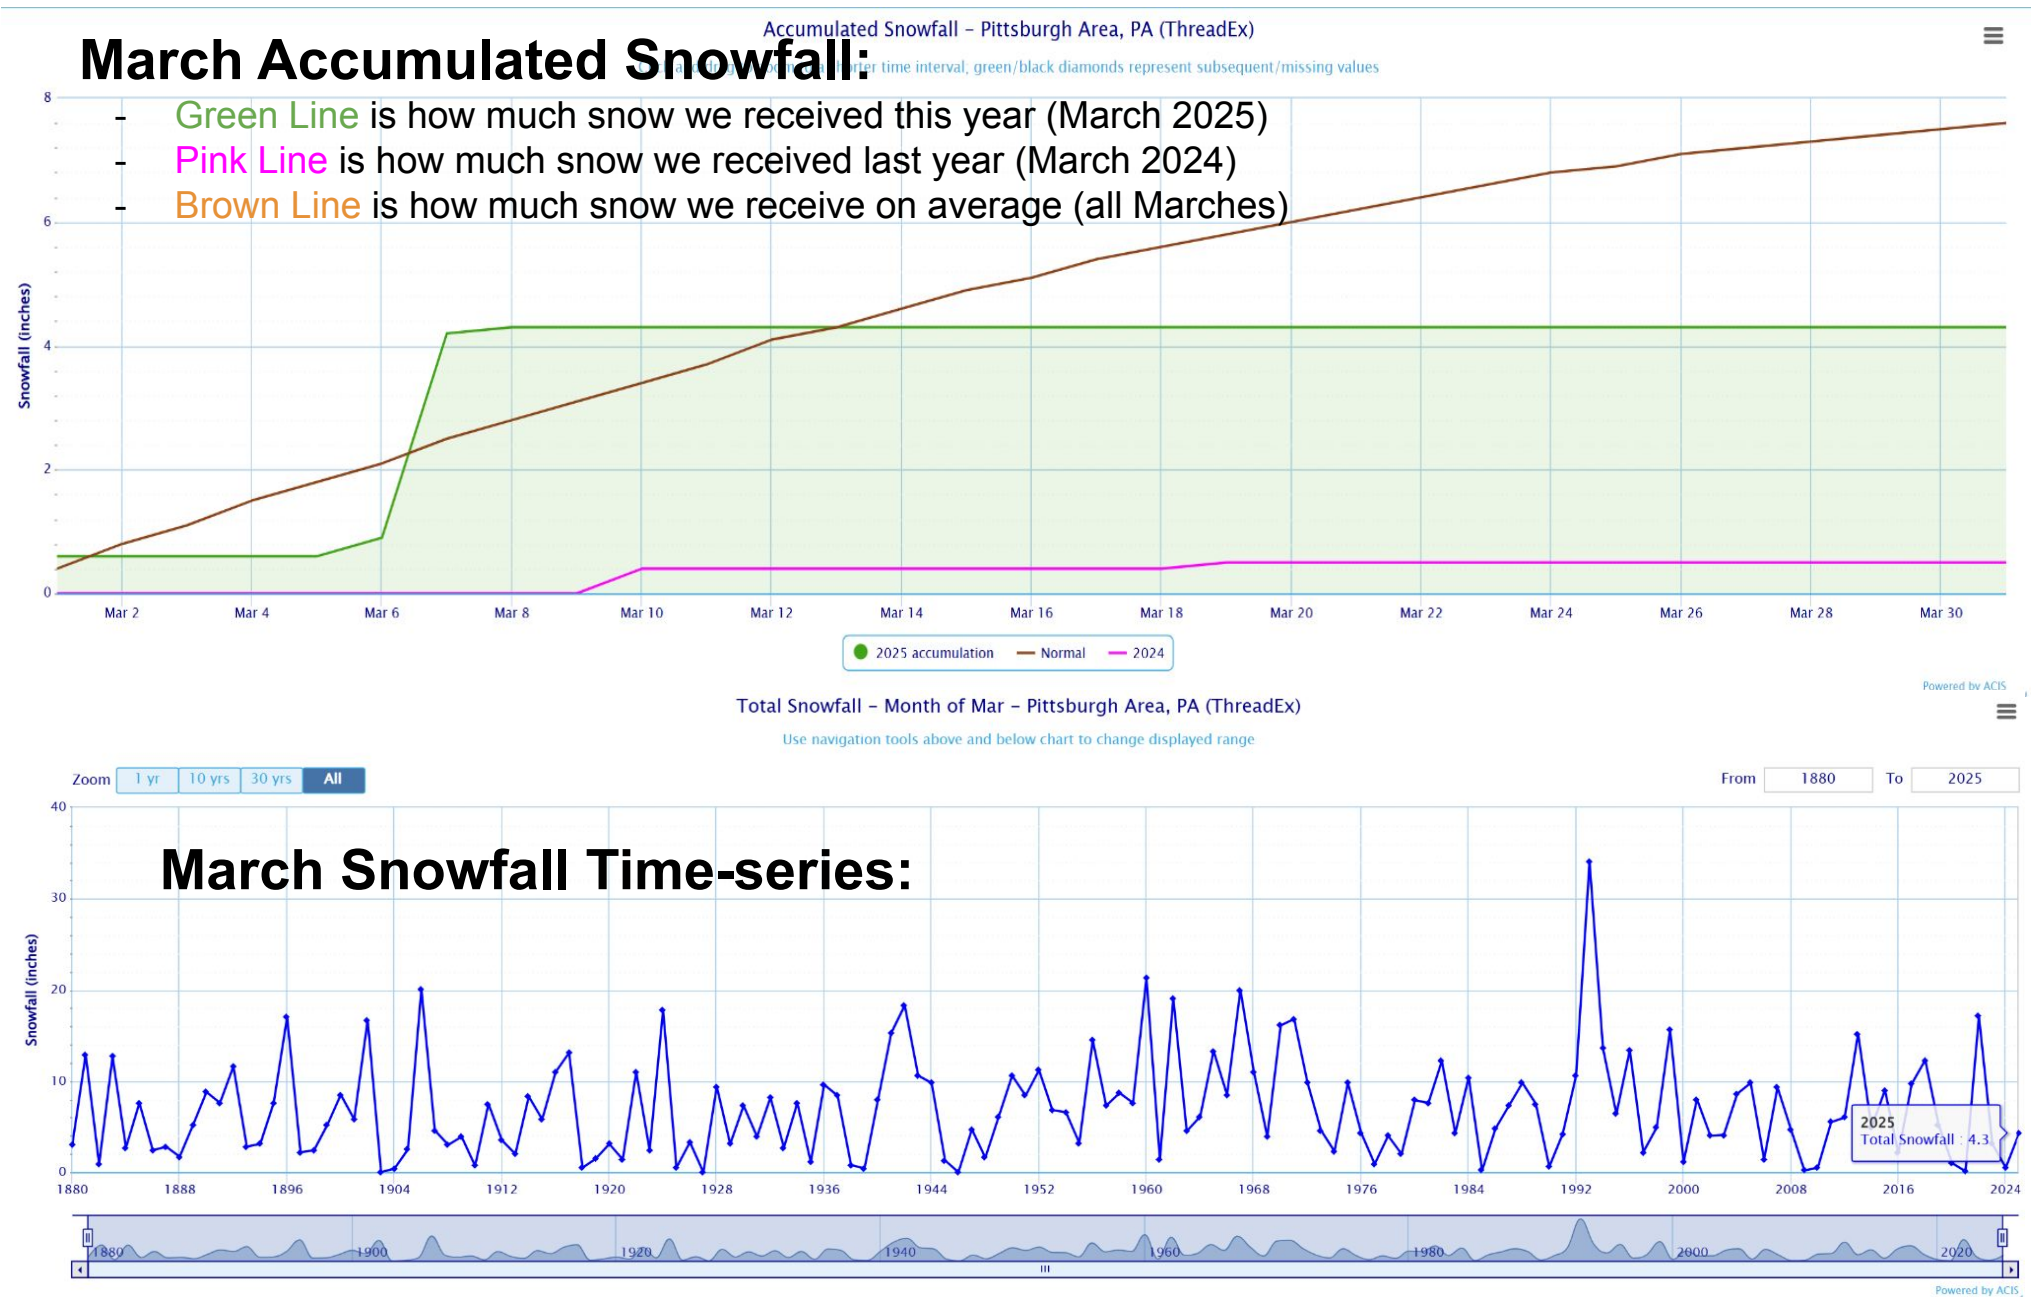 Accumulated Snowfall – Pittsburgh Area, PA (ThreadEx)
March Accumulated Snowfall:
shorter time interval, green/black diamonds represent subsequent/missing values
- Green Line is how much snow we received this year (March 2025)
- Pink Line is how much snow we received last year (March 2024)
- Brown Line is how much snow we receive on average (all Marches)
Snowfall (inches)
8
6
4
2
0
Mar 2 Mar 4 Mar 6 Mar 8 Mar 10 Mar 12 Mar 14 Mar 16 Mar 18 Mar 20 Mar 22 Mar 24 Mar 26 Mar 28 Mar 30
2025 accumulation Normal 2024
Powered by ACIS
Total Snowfall – Month of Mar – Pittsburgh Area, PA (ThreadEx)
Use navigation tools above and below chart to change displayed range
Zoom 1 yr 10 yrs 30 yrs All From 1880 To 2025
March Snowfall Time-series:
Snowfall (inches)
40
30
20
10
0
2025
Total Snowfall : 4.3
1880 1888 1896 1904 1912 1920 1928 1936 1944 1952 1960 1968 1976 1984 1992 2000 2008 2016 2024
1880 1900 1920 1940 1960 1980 2000 2020
Powered by ACIS